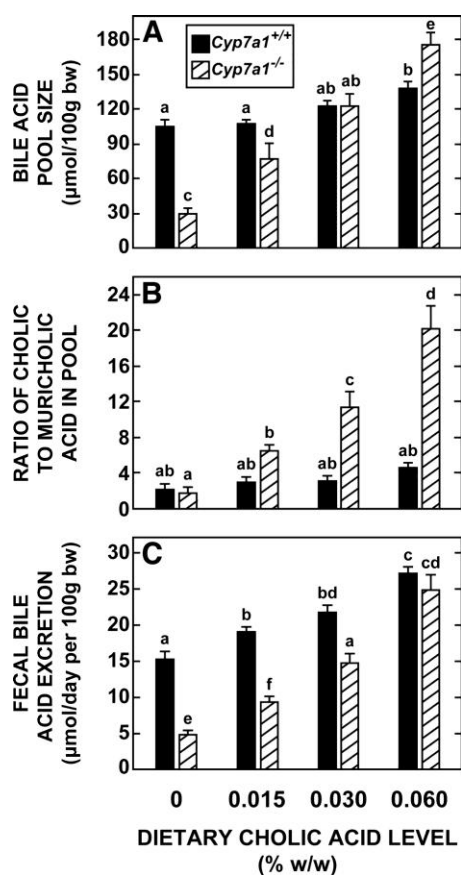 A
Cyp7a1+/+
Cyp7a1-/-
BILE ACID
POOL SIZE
(µmol/100g bw)
180
150
120
90
60
30
0
a
c
a
d
ab
ab
b
e
B
RATIO OF CHOLIC
TO MURICHOLIC
ACID IN POOL
24
20
16
12
8
4
0
ab
a
ab
b
ab
c
ab
d
C
FECAL BILE
ACID EXCRETION
(µmol/day per 100g bw)
30
25
20
15
10
5
0
a
e
b
f
bd
a
c
cd
0 0.015 0.030 0.060
DIETARY CHOLIC ACID LEVEL
(% w/w)